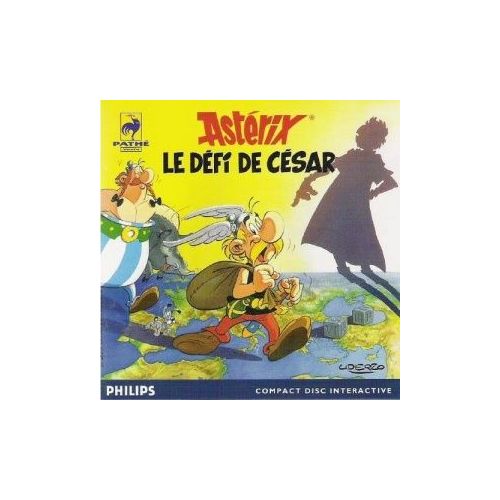 Astérix®
LE DÉFI DE CÉSAR
PATHÉ
UDERZO
PHILIPS
COMPACT DISC INTERACTIVE